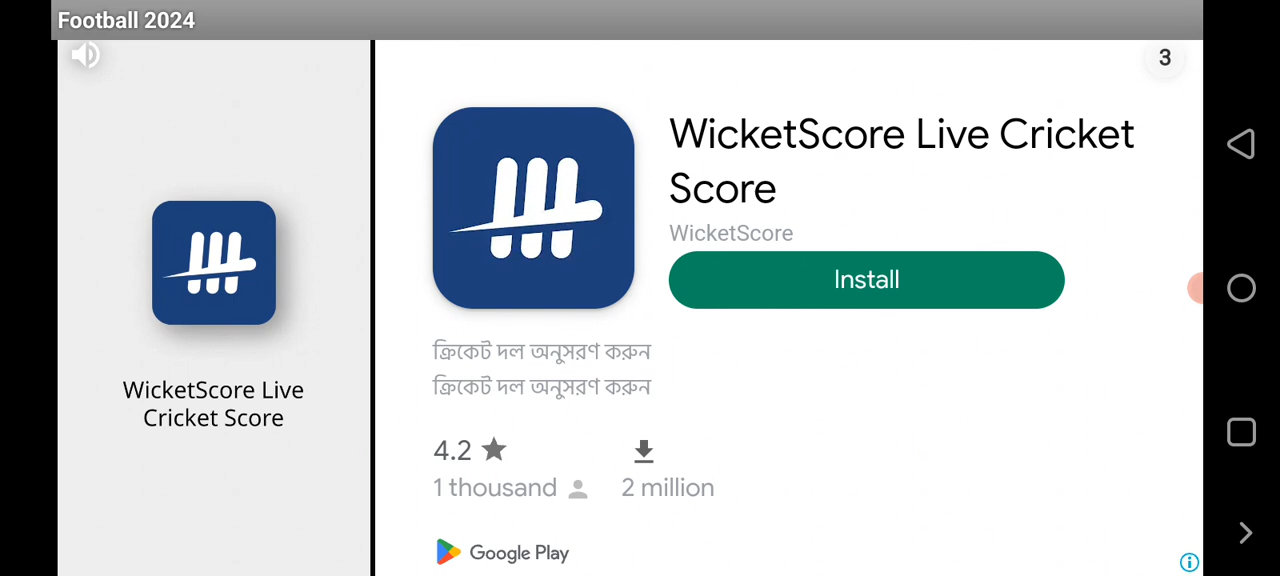 Football 2024
3
WicketScore Live Cricket
Score
WicketScore
Install
WicketScore Live
Cricket Score
ক্রিকেট দল অনুসরণ করুন
ক্রিকেট দল অনুসরণ করুন
4.2
1 thousand
2 million
Google Play